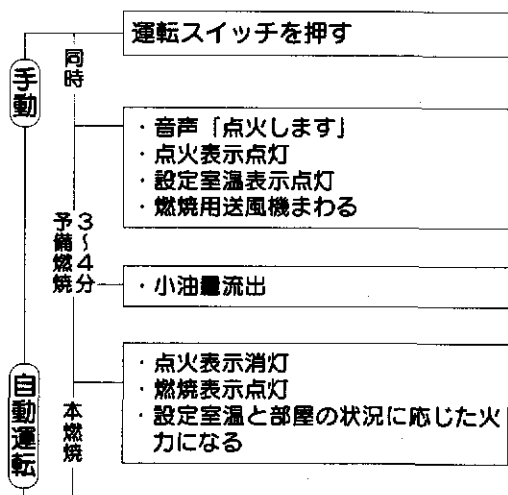 運転スイッチを押す
同時
手動
・音声「点火します」
・点火表示点灯
・設定室温表示点灯
・燃焼用送風機まわる
3〜4分
予備燃焼
・小油量流出
・点火表示消灯
・燃焼表示点灯
・設定室温と部屋の状況に応じた火
力になる
自動運転
本燃焼